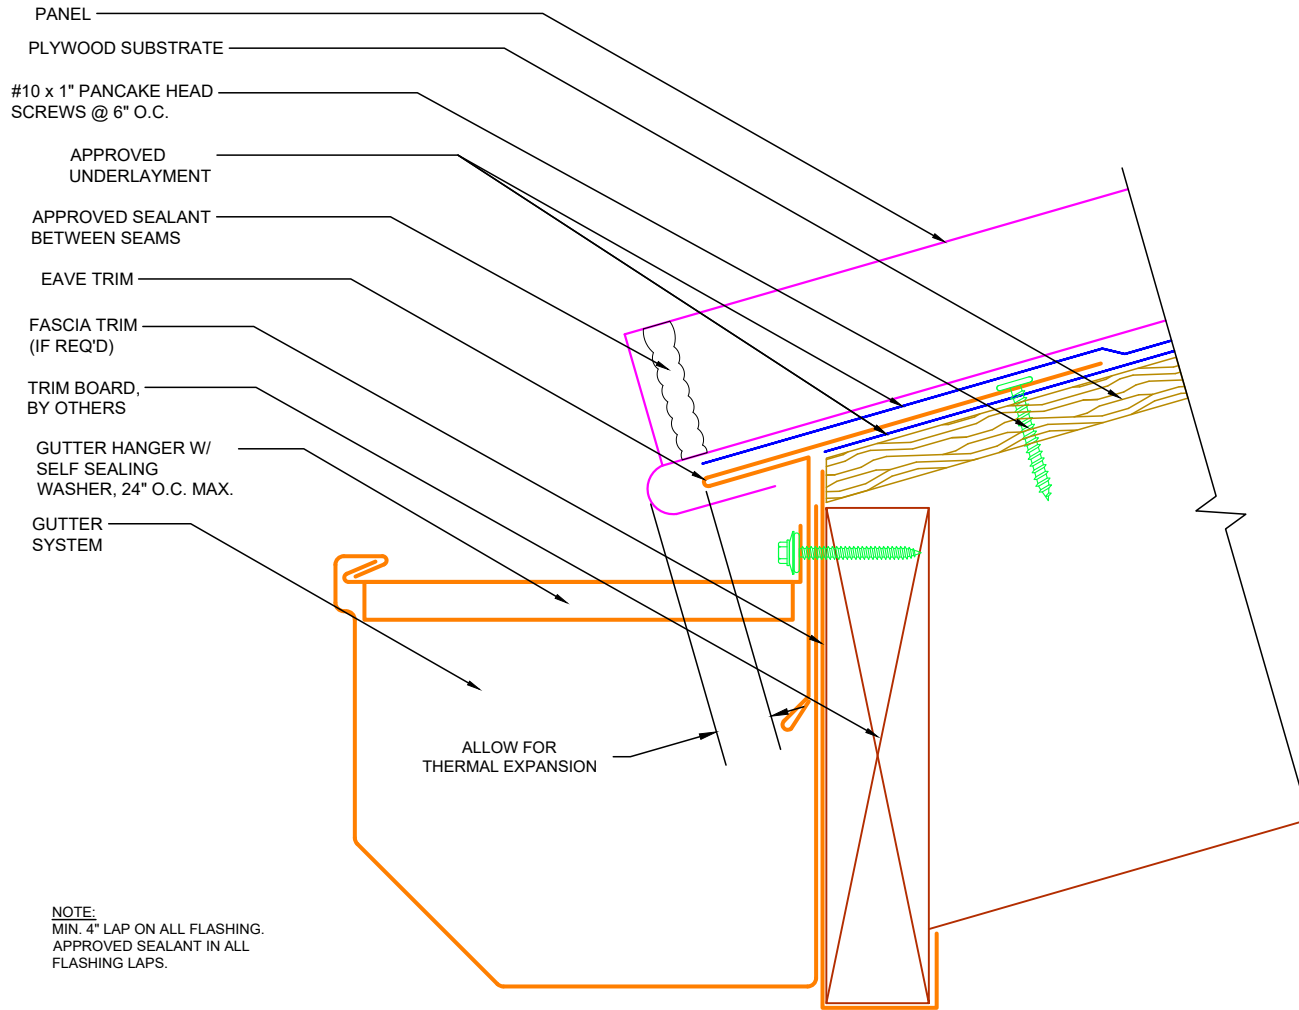 PANEL
PLYWOOD SUBSTRATE
#10 x 1" PANCAKE HEAD
SCREWS @ 6" O.C.
APPROVED
UNDERLAYMENT
APPROVED SEALANT
BETWEEN SEAMS
EAVE TRIM
FASCIA TRIM
(IF REQ'D)
TRIM BOARD,
BY OTHERS
GUTTER HANGER W/
SELF SEALING
WASHER, 24" O.C. MAX.
GUTTER
SYSTEM
ALLOW FOR
THERMAL EXPANSION
NOTE:
MIN. 4" LAP ON ALL FLASHING.
APPROVED SEALANT IN ALL
FLASHING LAPS.